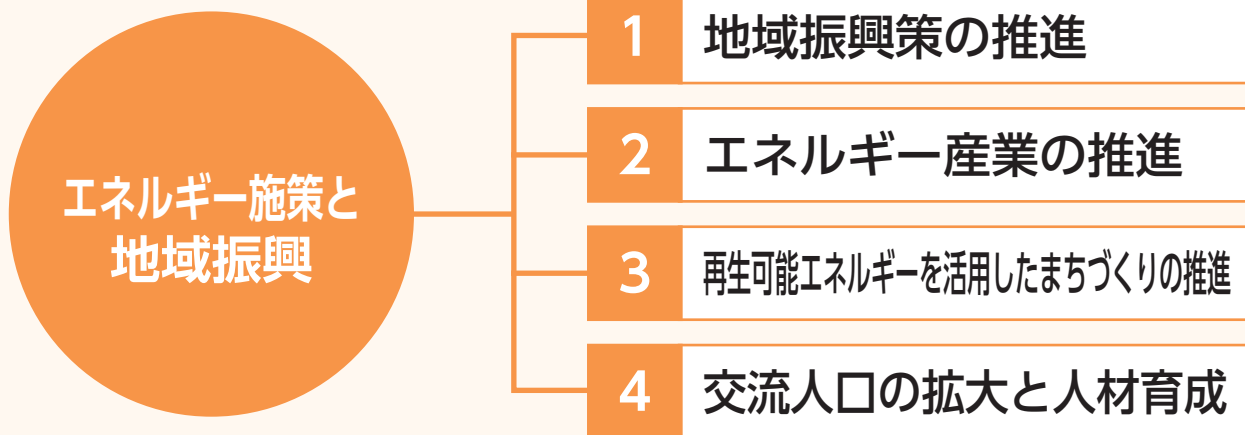 エネルギー施策と
地域振興
1 地域振興策の推進
2 エネルギー産業の推進
3 再生可能エネルギーを活用したまちづくりの推進
4 交流人口の拡大と人材育成